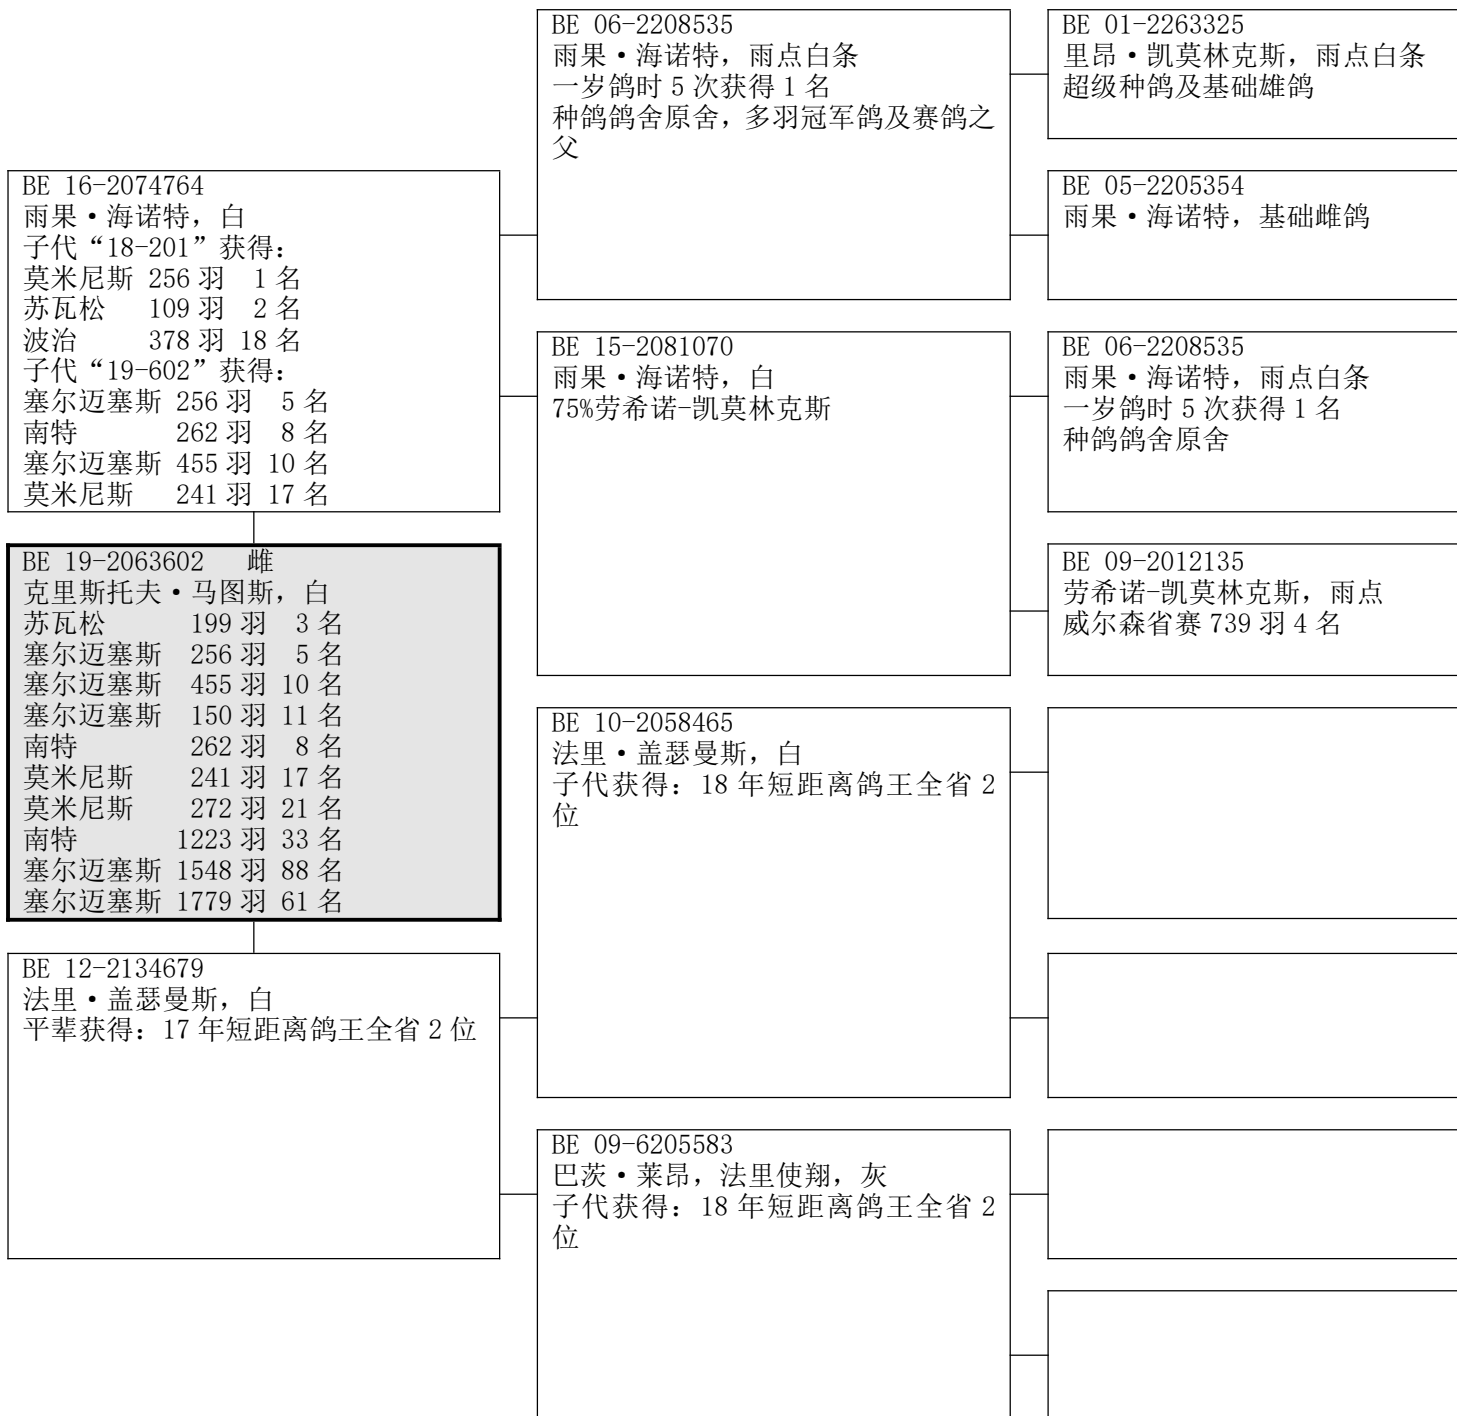 BE 06-2208535
雨果·海诺特，雨点白条
一岁鸽时 5 次获得 1 名
种鸽鸽舍原舍，多羽冠军鸽及赛鸽之
父
BE 01-2263325
里昂·凯莫林克斯，雨点白条
超级种鸽及基础雄鸽
BE 16-2074764
雨果·海诺特，白
子代“18-201”获得：
莫米尼斯 256 羽 1 名
苏瓦松 109 羽 2 名
波治 378 羽 18 名
子代“19-602”获得：
塞尔迈塞斯 256 羽 5 名
南特 262 羽 8 名
塞尔迈塞斯 455 羽 10 名
莫米尼斯 241 羽 17 名
BE 05-2205354
雨果·海诺特，基础雌鸽
BE 15-2081070
雨果·海诺特，白
75%劳希诺-凯莫林克斯
BE 06-2208535
雨果·海诺特，雨点白条
一岁鸽时 5 次获得 1 名
种鸽鸽舍原舍
BE 19-2063602 雌
克里斯托夫·马图斯，白
苏瓦松 199 羽 3 名
塞尔迈塞斯 256 羽 5 名
塞尔迈塞斯 455 羽 10 名
塞尔迈塞斯 150 羽 11 名
南特 262 羽 8 名
莫米尼斯 241 羽 17 名
莫米尼斯 272 羽 21 名
南特 1223 羽 33 名
塞尔迈塞斯 1548 羽 88 名
塞尔迈塞斯 1779 羽 61 名
BE 09-2012135
劳希诺-凯莫林克斯，雨点
威尔森省赛 739 羽 4 名
BE 10-2058465
法里·盖瑟曼斯，白
子代获得：18 年短距离鸽王全省 2
位
BE 12-2134679
法里·盖瑟曼斯，白
平辈获得：17 年短距离鸽王全省 2 位
BE 09-6205583
巴茨·莱昂，法里使翔，灰
子代获得：18 年短距离鸽王全省 2
位